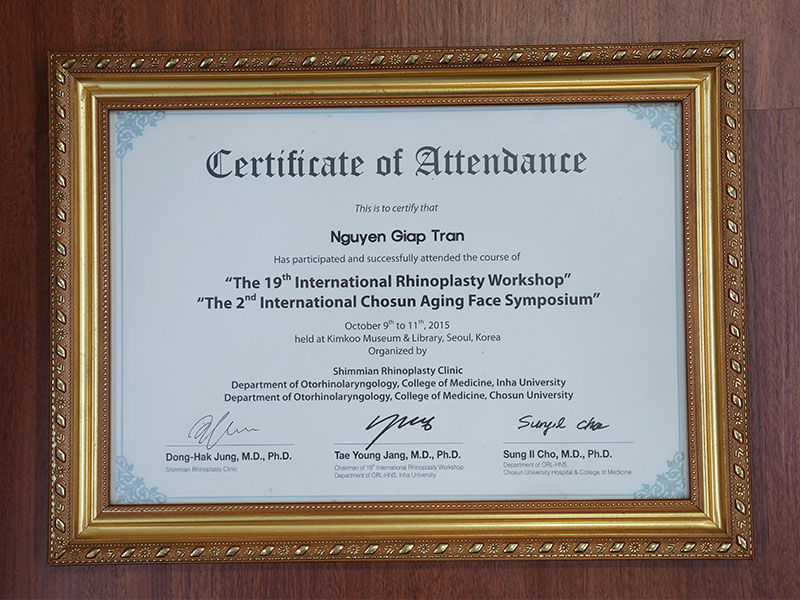 Certificate of Attendance
This is to certify that
Nguyen Giap Tran
Has participated and successfully attended the course of
“The 19th International Rhinoplasty Workshop”
“The 2nd International Chosun Aging Face Symposium”
October 9th to 11th, 2015
held at Kimkoo Museum & Library, Seoul, Korea
Organized by
Shimmian Rhinoplasty Clinic
Department of Otorhinolaryngology, College of Medicine, Inha University
Department of Otorhinolaryngology, College of Medicine, Chosun University
Sungil Cho
Dong-Hak Jung, M.D., Ph.D.
Shimmian Rhinoplasty Clinic
Tae Young Jang, M.D., Ph.D.
Chairman of 19th International Rhinoplasty Workshop
Department of ORL-HNS, Inha University
Sung Il Cho, M.D., Ph.D.
Department of ORL-HNS,
Chosun University Hospital & College of Medicine